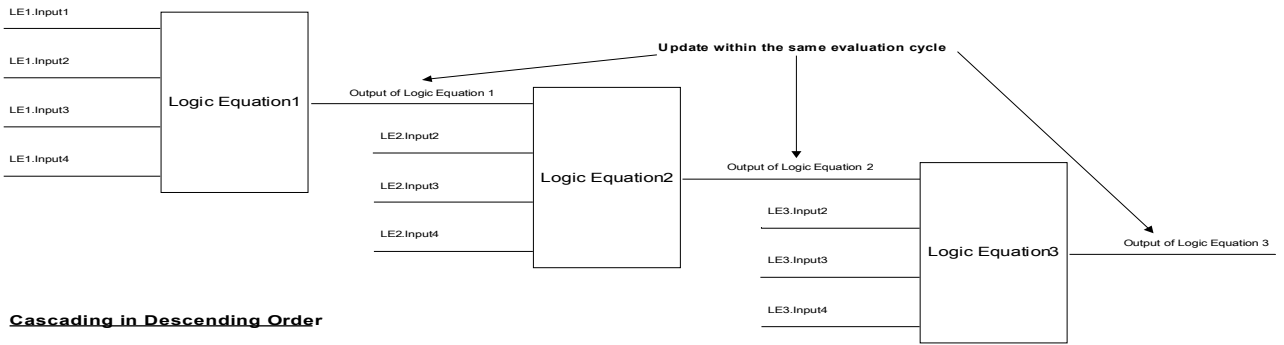 LE1.Input1
LE1.Input2
LE1.Input3
LE1.Input4
Logic Equation1
Update within the same evaluation cycle
Output of Logic Equation 1
LE2.Input2
LE2.Input3
LE2.Input4
Logic Equation2
Output of Logic Equation 2
LE3.Input2
LE3.Input3
LE3.Input4
Logic Equation3
Output of Logic Equation 3
Cascading in Descending Order